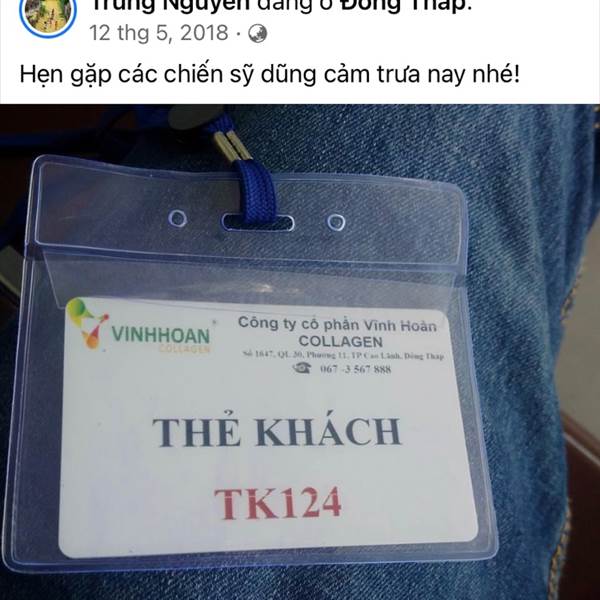 Trung Nguyen đang ở Đồng Tháp.
12 thg 5, 2018 ·
Hẹn gặp các chiến sỹ dũng cảm trưa nay nhé!
VINHHOAN
COLLAGEN
Công ty cổ phần Vĩnh Hoàn
COLLAGEN
Số 1647, QL 30, Phường 11, TP Cao Lãnh, Đồng Tháp
067 -3 567 888
THẺ KHÁCH
TK124